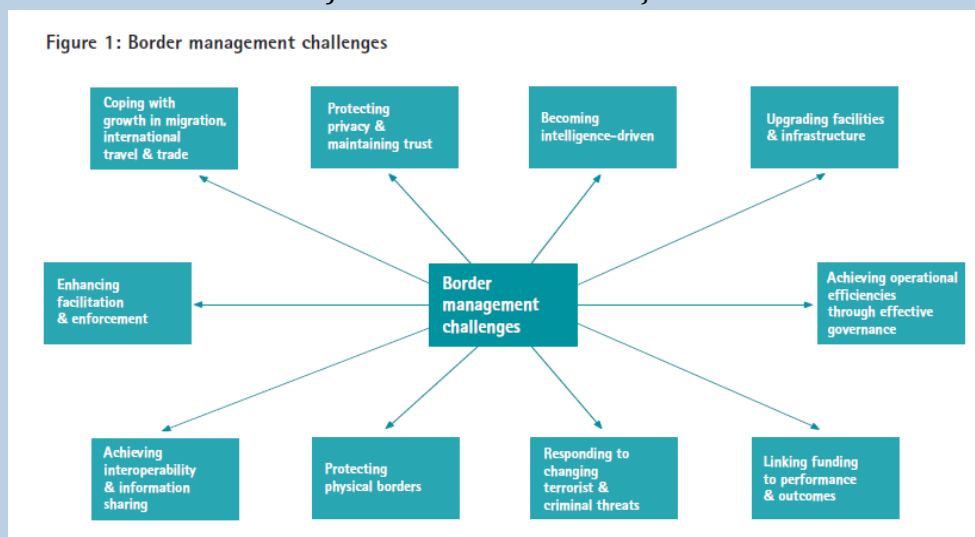 Figure 1: Border management challenges
Coping with
growth in migration,
international
travel & trade
Protecting
privacy &
maintaining trust
Becoming
intelligence-driven
Upgrading facilities
& infrastructure
Enhancing
facilitation
& enforcement
Border
management
challenges
Achieving operational
efficiencies
through effective
governance
Achieving
interoperability
& information
sharing
Protecting
physical borders
Responding to
changing
terrorist &
criminal threats
Linking funding
to performance
& outcomes